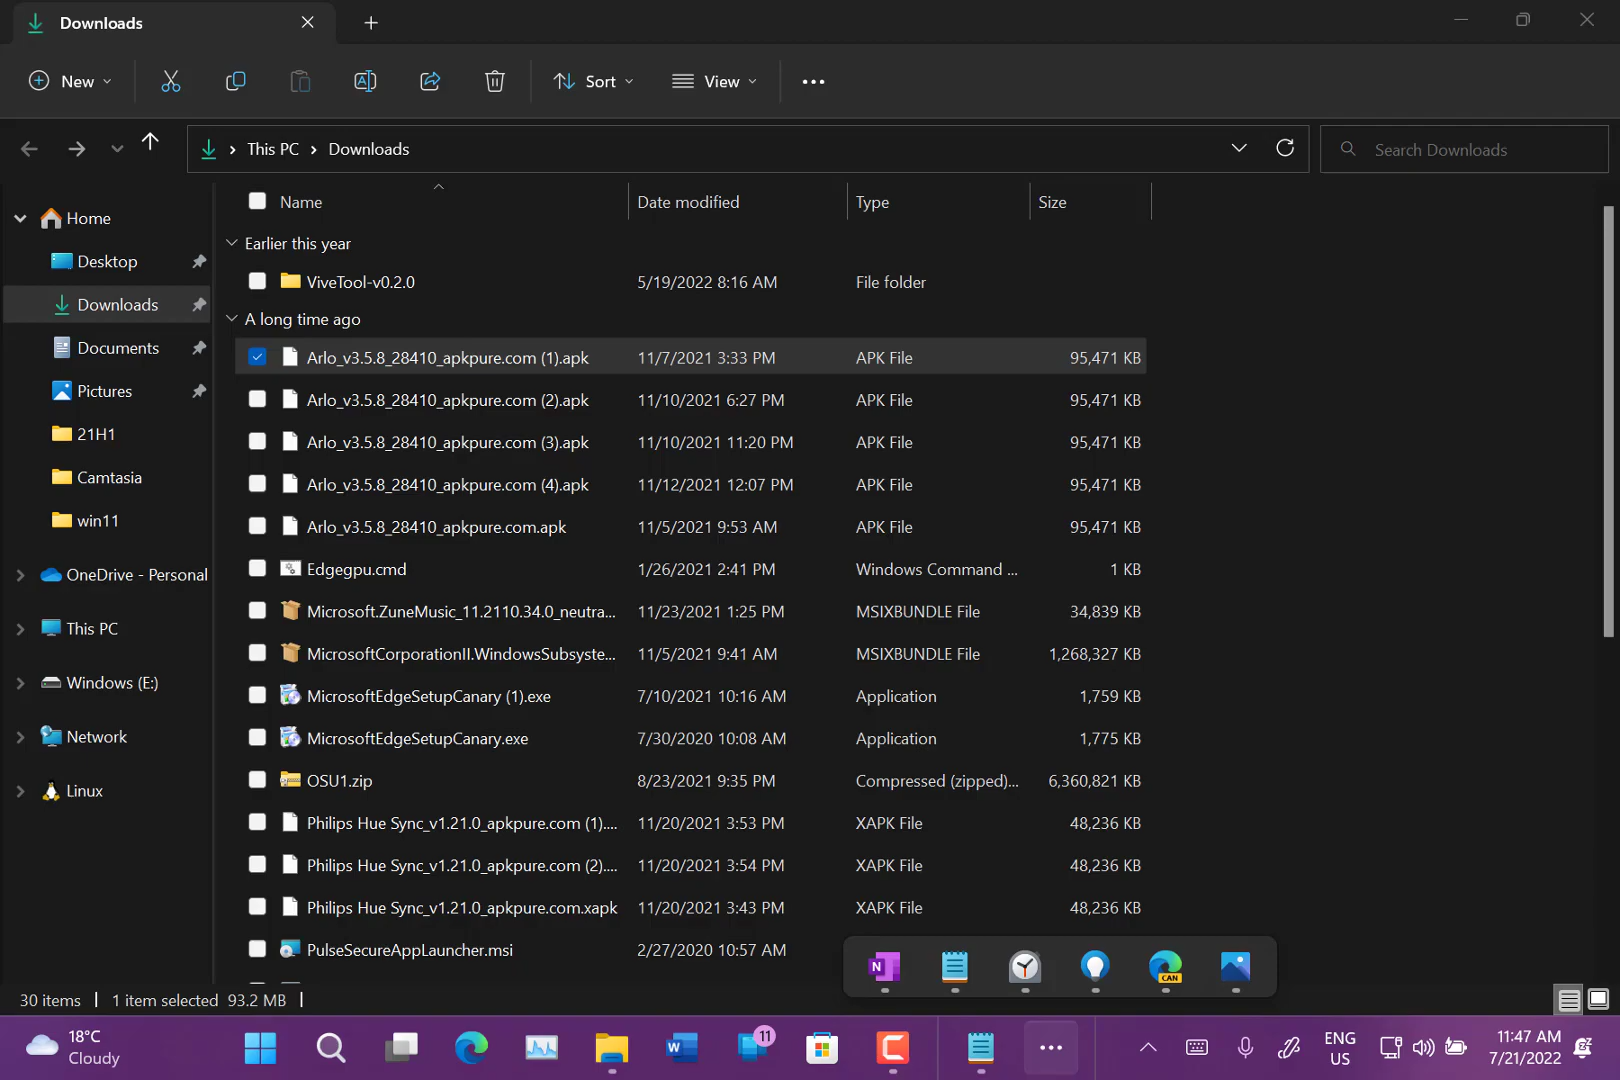 Downloads
New
Sort
View
This PC > Downloads
Search Downloads
Name Date modified Type Size
Home
Desktop
Downloads
Documents
Pictures
21H1
Camtasia
win11
OneDrive - Personal
This PC
Windows (E:)
Network
Linux
Earlier this year
ViveTool-v0.2.0 5/19/2022 8:16 AM File folder
A long time ago
Arlo_v3.5.8_28410_apkpure.com (1).apk 11/7/2021 3:33 PM APK File 95,471 KB
Arlo_v3.5.8_28410_apkpure.com (2).apk 11/10/2021 6:27 PM APK File 95,471 KB
Arlo_v3.5.8_28410_apkpure.com (3).apk 11/10/2021 11:20 PM APK File 95,471 KB
Arlo_v3.5.8_28410_apkpure.com (4).apk 11/12/2021 12:07 PM APK File 95,471 KB
Arlo_v3.5.8_28410_apkpure.com.apk 11/5/2021 9:53 AM APK File 95,471 KB
Edgegpu.cmd 1/26/2021 2:41 PM Windows Command ... 1 KB
Microsoft.ZuneMusic_11.2110.34.0_neutra... 11/23/2021 1:25 PM MSIXBUNDLE File 34,839 KB
MicrosoftCorporationII.WindowsSubsyste... 11/5/2021 9:41 AM MSIXBUNDLE File 1,268,327 KB
MicrosoftEdgeSetupCanary (1).exe 7/10/2021 10:16 AM Application 1,759 KB
MicrosoftEdgeSetupCanary.exe 7/30/2020 10:08 AM Application 1,775 KB
OSU1.zip 8/23/2021 9:35 PM Compressed (zipped)... 6,360,821 KB
Philips Hue Sync_v1.21.0_apkpure.com (1).... 11/20/2021 3:53 PM XAPK File 48,236 KB
Philips Hue Sync_v1.21.0_apkpure.com (2).... 11/20/2021 3:54 PM XAPK File 48,236 KB
Philips Hue Sync_v1.21.0_apkpure.com.xapk 11/20/2021 3:43 PM XAPK File 48,236 KB
PulseSecureAppLauncher.msi 2/27/2020 10:57 AM
N
CAN
30 items | 1 item selected 93.2 MB |
18°C
Cloudy
W
11
C
ENG
US
11:47 AM
7/21/2022